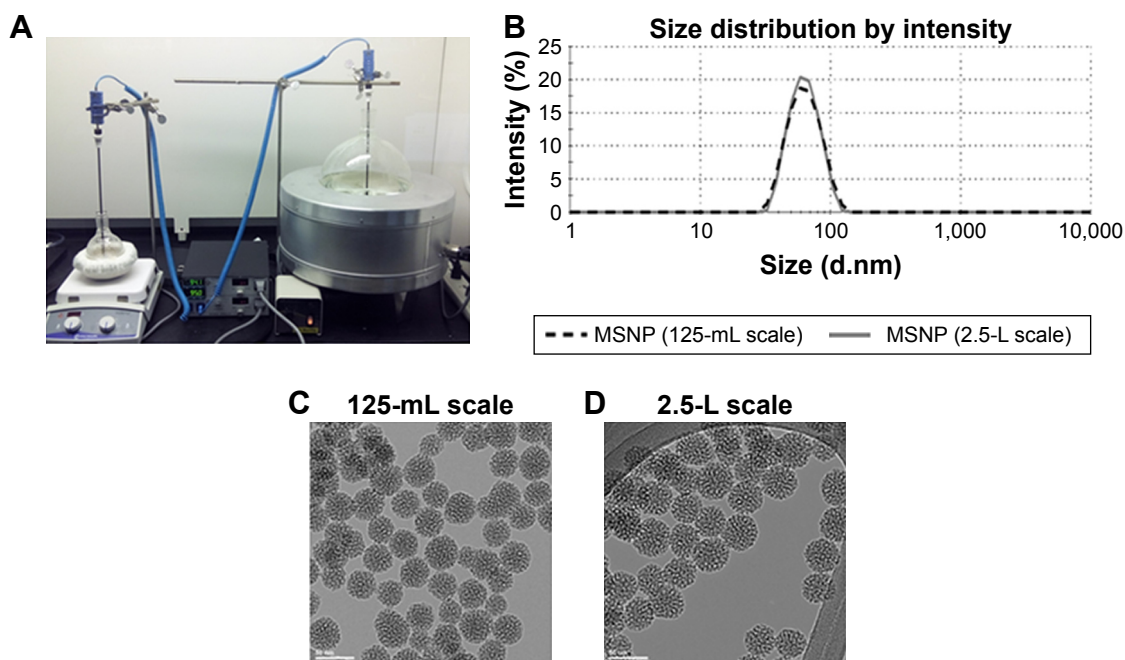 A
B
Size distribution by intensity
Intensity (%)
25
20
15
10
5
0
1 10 100 1,000 10,000
Size (d.nm)
MSNP (125-mL scale) MSNP (2.5-L scale)
C 125-mL scale
D 2.5-L scale